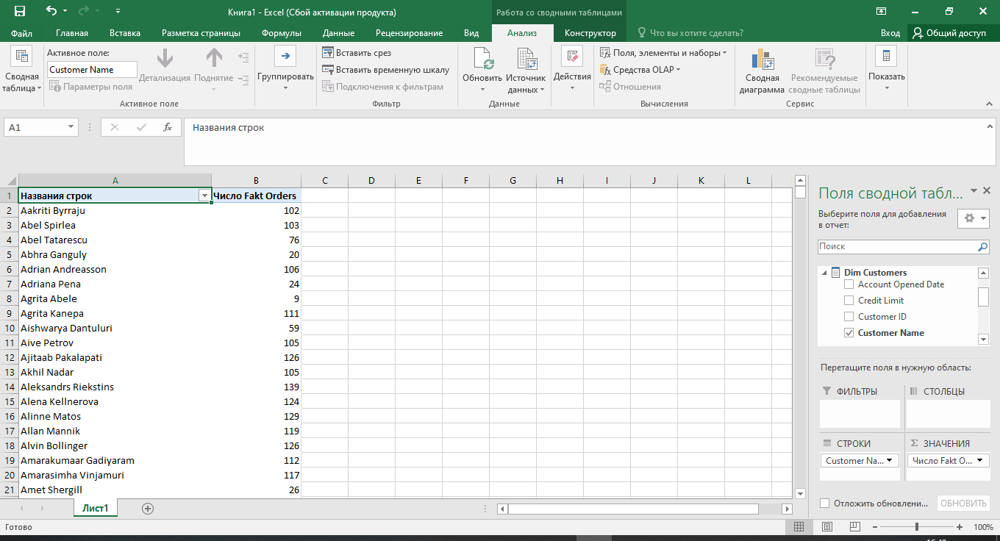 Книга1 - Excel (Сбой активации продукта)
Работа со сводными таблицами
Файл
Главная
Вставка
Разметка страницы
Формулы
Данные
Рецензирование
Вид
Анализ
Конструктор
Что вы хотите сделать?
Вход
Общий доступ
Сводная
таблица
Активное поле:
Customer Name
Параметры поля
Детализация
Поднятие
Активное поле
Группировать
Вставить срез
Вставить временную шкалу
Подключения к фильтрам
Фильтр
Обновить
Источник
данных
Данные
Действия
Поля, элементы и наборы
Средства OLAP
Отношения
Вычисления
Сводная
диаграмма
Рекомендуемые
сводные таблицы
Сервис
Показать
A1
fx
Названия строк
A B C D E F G H I J K L
1 Названия строк Число Fakt Orders
2 Aakriti Byrraju 102
3 Abel Spirlea 103
4 Abel Tatarescu 76
5 Abhra Ganguly 20
6 Adrian Andreasson 106
7 Adriana Pena 24
8 Agrita Abele 9
9 Agrita Kanepa 111
10 Aishwarya Dantuluri 59
11 Aive Petrov 105
12 Ajitaab Pakalapati 126
13 Akhil Nadar 105
14 Aleksandrs Riekstins 139
15 Alena Kellnerova 124
16 Alinne Matos 129
17 Allan Mannik 119
18 Alvin Bollinger 126
19 Amarakumaar Gadiyaram 112
20 Amarasimha Vinjamuri 117
21 Amet Shergill 26
Поля сводной табл...
Выберите поля для добавления
в отчет:
Поиск
Dim Customers
Account Opened Date
Credit Limit
Customer ID
Customer Name
Перетащите поля в нужную область:
ФИЛЬТРЫ
СТОЛБЦЫ
СТРОКИ
Σ ЗНАЧЕНИЯ
Customer Na...
Число Fakt O...
Отложить обновлени...
ОБНОВИТЬ
Лист1
Готово
100%